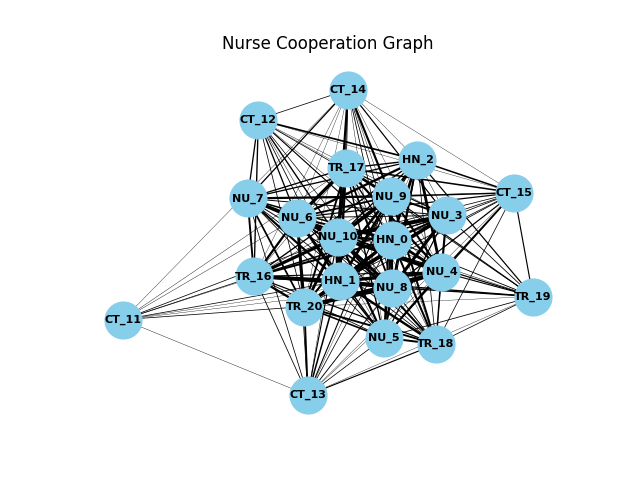 Nurse Cooperation Graph
CT_14
CT_12
HN_2
TR_17
CT_15
NU_9
NU_7
NU_3
NU_6
NU_10
HN_0
NU_4
TR_16
HN_1
NU_8
TR_19
TR_20
CT_11
NU_5
TR_18
CT_13